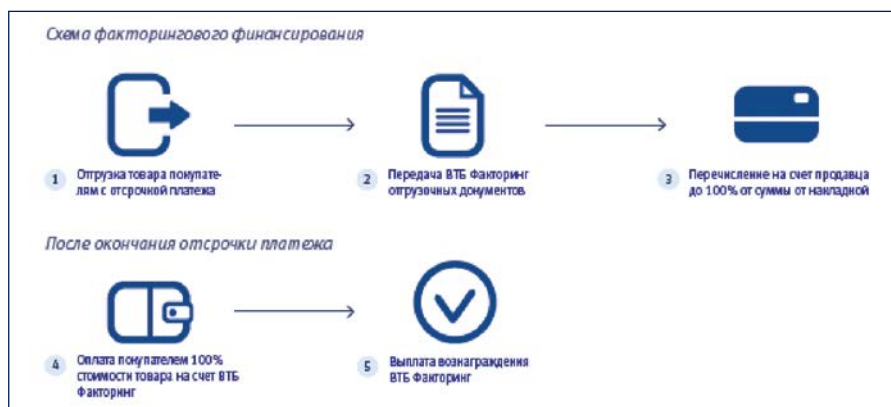 Схема факторингового финансирования
1 Отгрузка товара покупате-
лям с отсрочкой платежа
2 Передача ВТБ Факторинг
отгрузочных документов
3 Перечисление на счет продавца
до 100% от суммы от накладной
После окончания отсрочки платежа
4 Оплата покупателем 100%
стоимости товара на счет ВТБ
Факторинг
5 Выплата вознаграждения
ВТБ Факторинг